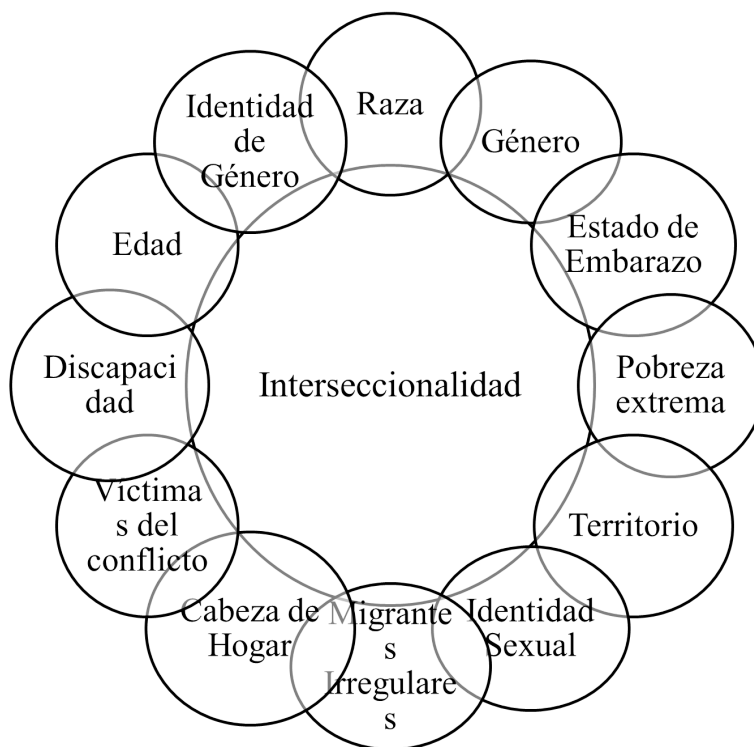 Raza
Género
Estado de
Embarazo
Pobreza
extrema
Territorio
Identidad
Sexual
Migrante
s
Irregulare
s
Cabeza de
Hogar
Víctima
s del
conflicto
Discapaci
dad
Edad
Identidad
de
Género
Interseccionalidad